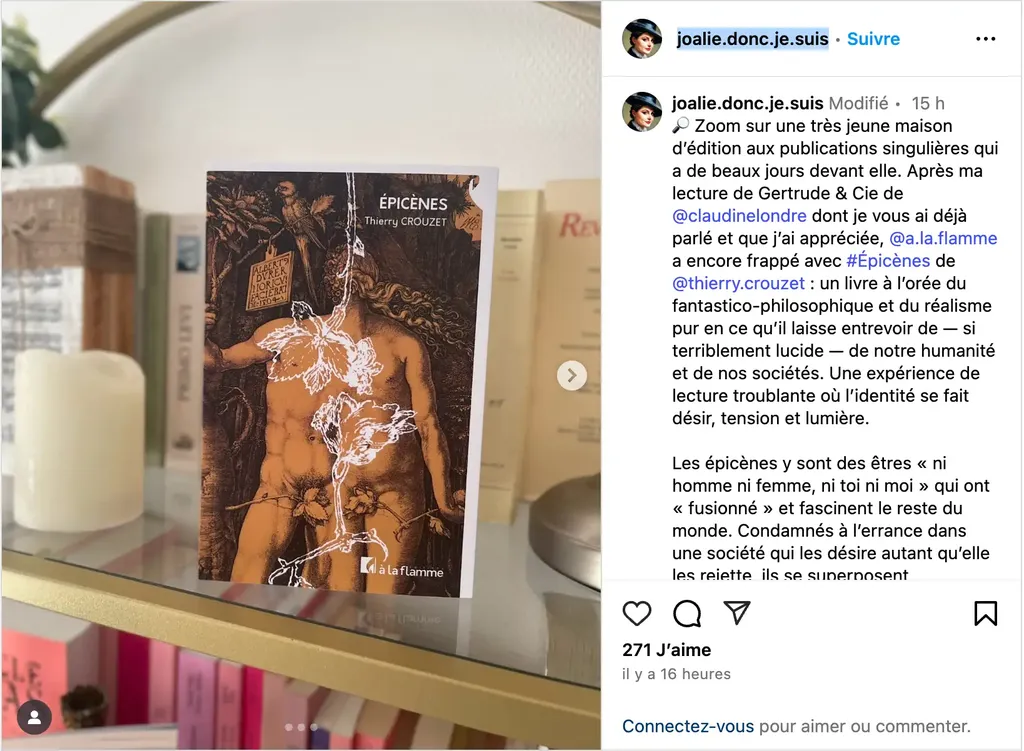 ÉPICÈNES
Thierry CROUZET
à la flamme
PRIMO LEVI
joalie.donc.je.suis • Suivre
joalie.donc.je.suis Modifié • 15 h
🔎 Zoom sur une très jeune maison
d’édition aux publications singulières qui
a de beaux jours devant elle. Après ma
lecture de Gertrude & Cie de
@claudinelondre dont je vous ai déjà
parlé et que j’ai appréciée, @a.la.flamme
a encore frappé avec #Épicènes de
@thierry.crouzet : un livre à l’orée du
fantastico-philosophique et du réalisme
pur en ce qu’il laisse entrevoir de — si
terriblement lucide — de notre humanité
et de nos sociétés. Une expérience de
lecture troublante où l’identité se fait
désir, tension et lumière.
Les épicènes y sont des êtres « ni
homme ni femme, ni toi ni moi » qui ont
« fusionné » et fascinent le reste du
monde. Condamnés à l’errance dans
une société qui les désire autant qu’elle
les rejette, ils se superposent
271 J’aime
il y a 16 heures
Connectez-vous pour aimer ou commenter.